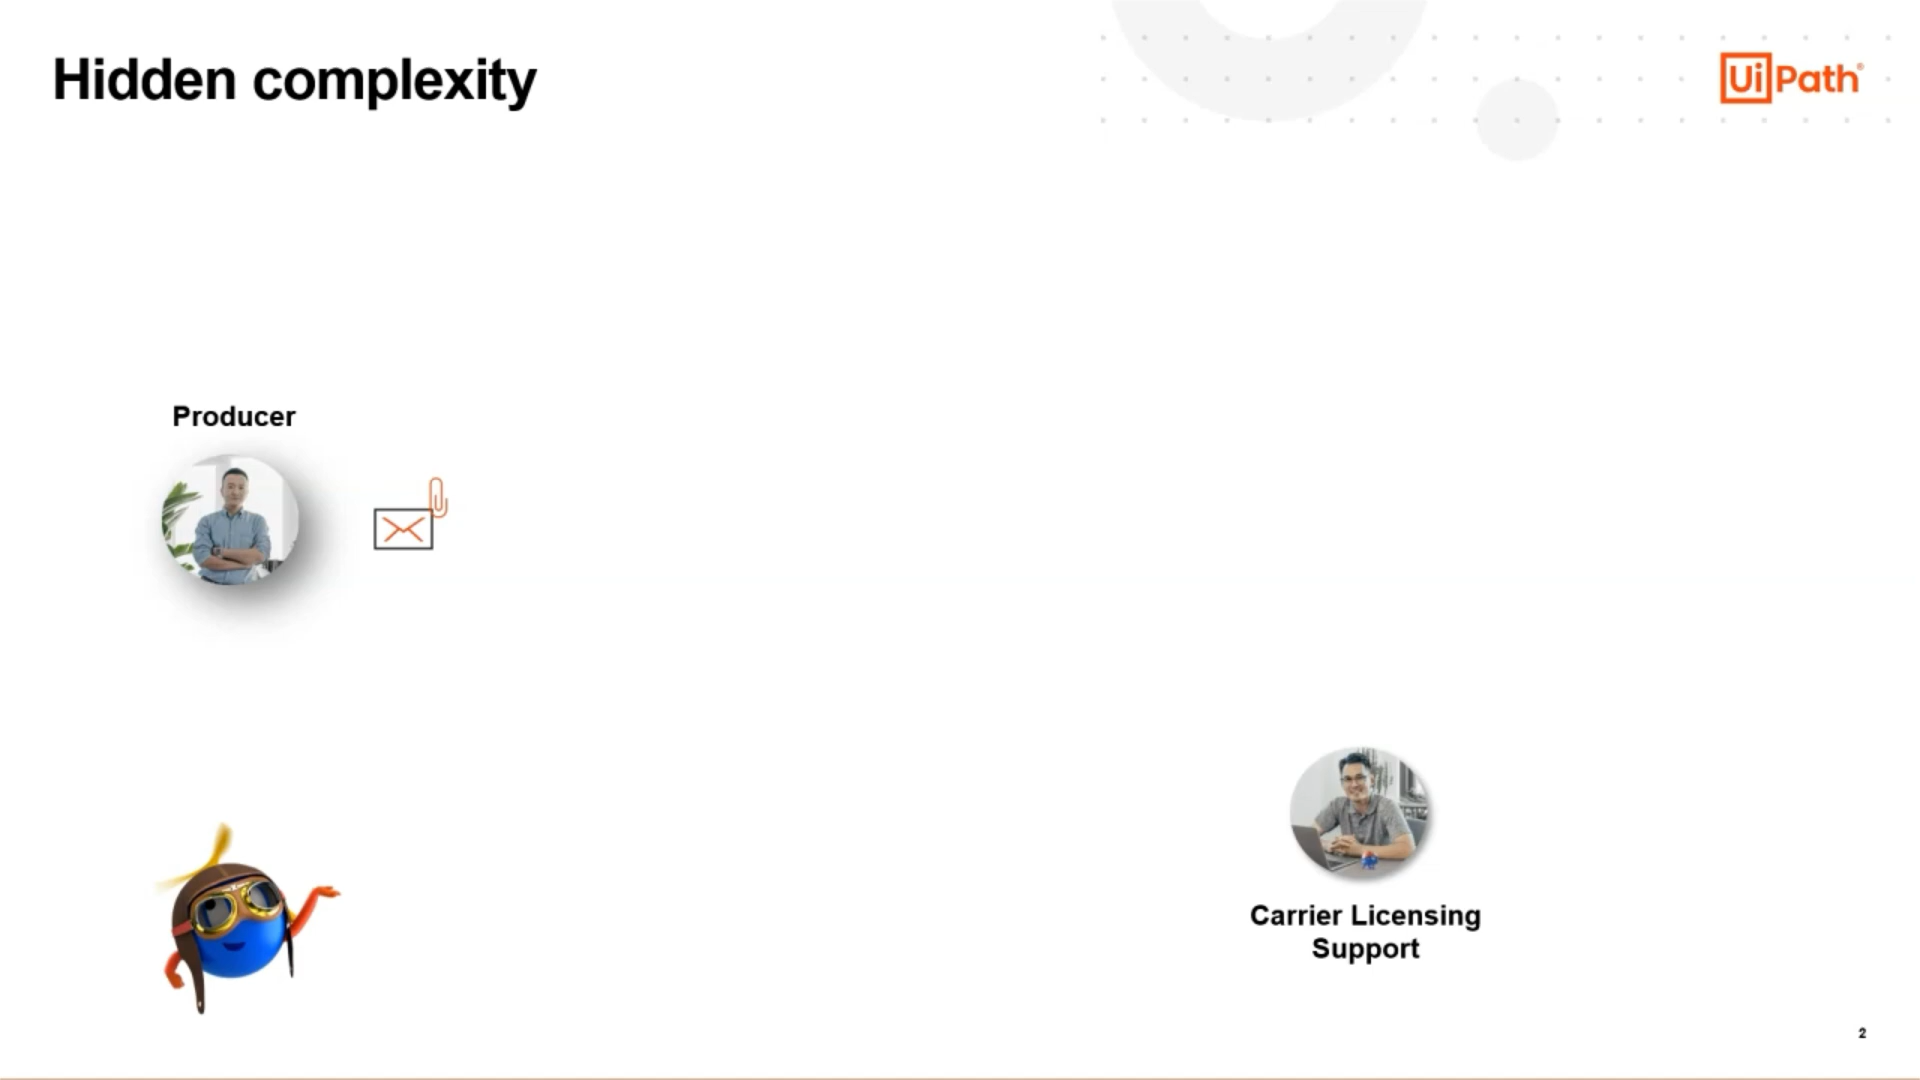 Hidden complexity
UiPath
Producer
Carrier Licensing
Support
2